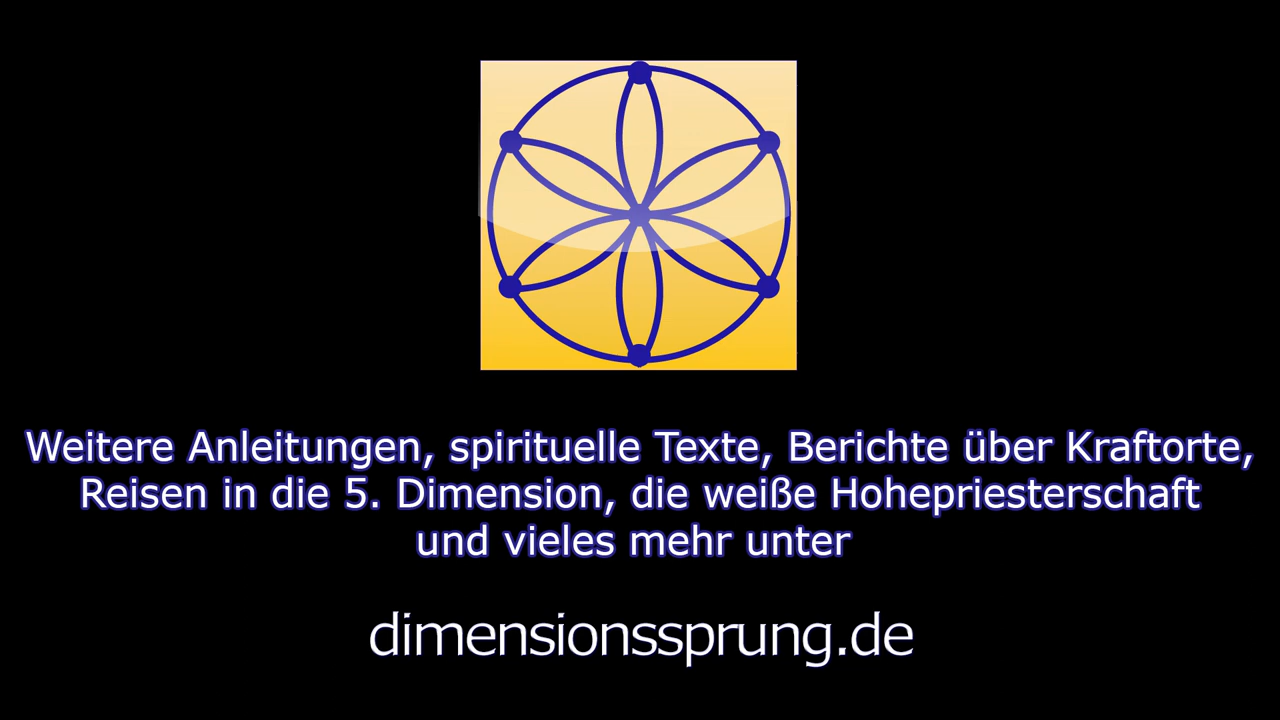 Weitere Anleitungen, spirituelle Texte, Berichte über Kraftorte,
Reisen in die 5. Dimension, die weiße Hohepriesterschaft
und vieles mehr unter
dimensionssprung.de